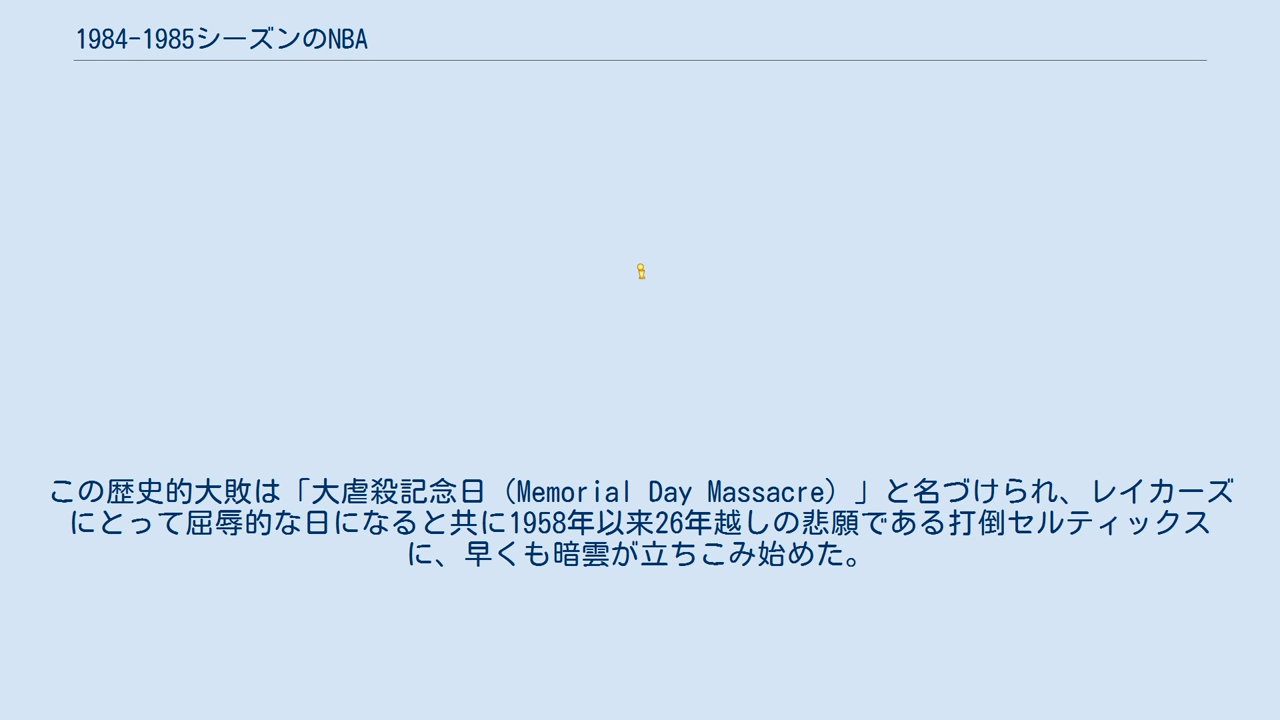 1984-1985シーズンのNBA
この歴史的大敗は「大虐殺記念日（Memorial Day Massacre）」と名づけられ、レイカーズ
にとって屈辱的な日になると共に1958年以来26年越しの悲願である打倒セルティックス
に、早くも暗雲が立ちこみ始めた。